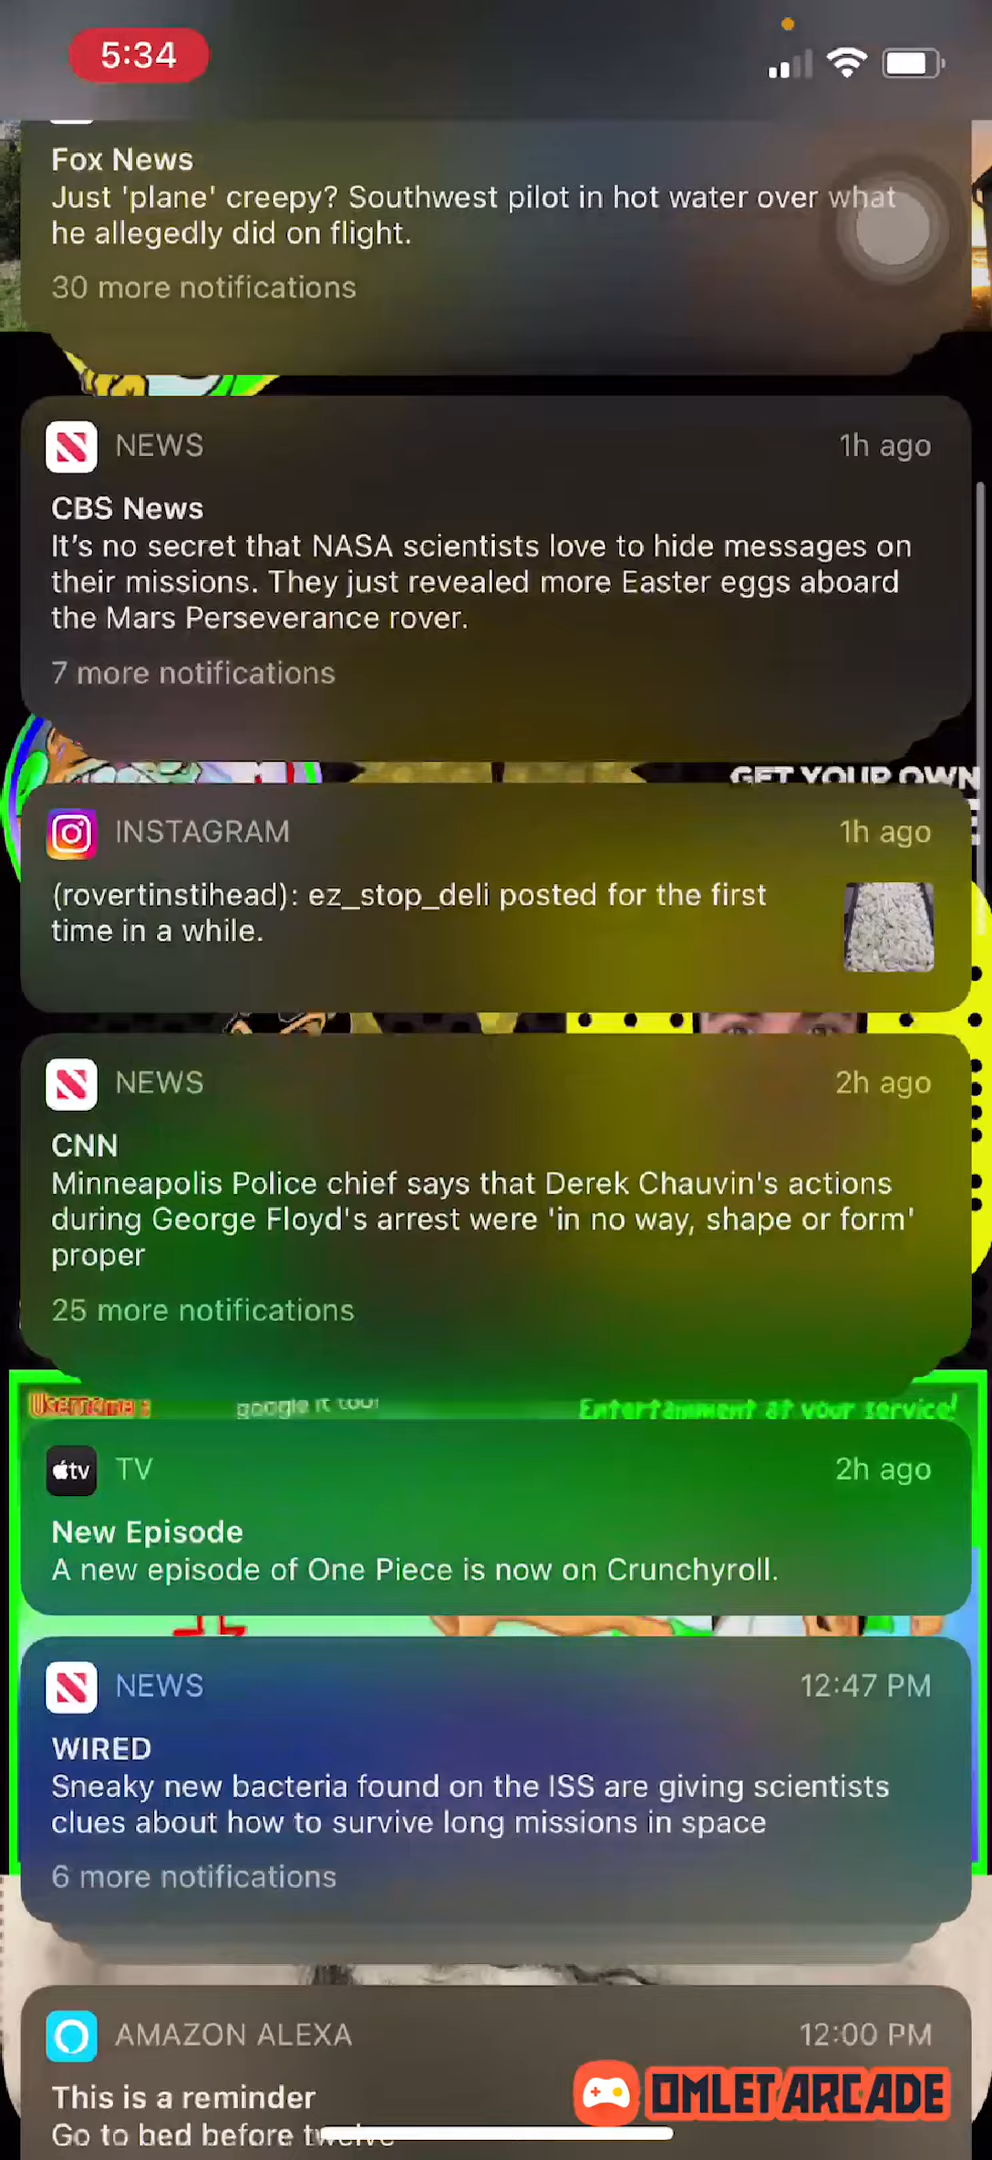 5:34
Fox News
Just 'plane' creepy? Southwest pilot in hot water over what
he allegedly did on flight.
30 more notifications
NEWS
1h ago
CBS News
It's no secret that NASA scientists love to hide messages on
their missions. They just revealed more Easter eggs aboard
the Mars Perseverance rover.
7 more notifications
GET YOUR OWN
INSTAGRAM
1h ago
(rovertinstihead): ez_stop_deli posted for the first
time in a while.
NEWS
2h ago
CNN
Minneapolis Police chief says that Derek Chauvin's actions
during George Floyd's arrest were 'in no way, shape or form'
proper
25 more notifications
google it too!
Entertainment at your service!
tv
TV
2h ago
New Episode
A new episode of One Piece is now on Crunchyroll.
NEWS
12:47 PM
WIRED
Sneaky new bacteria found on the ISS are giving scientists
clues about how to survive long missions in space
6 more notifications
AMAZON ALEXA
12:00 PM
This is a reminder
Go to bed before twelve
OMLET ARCADE